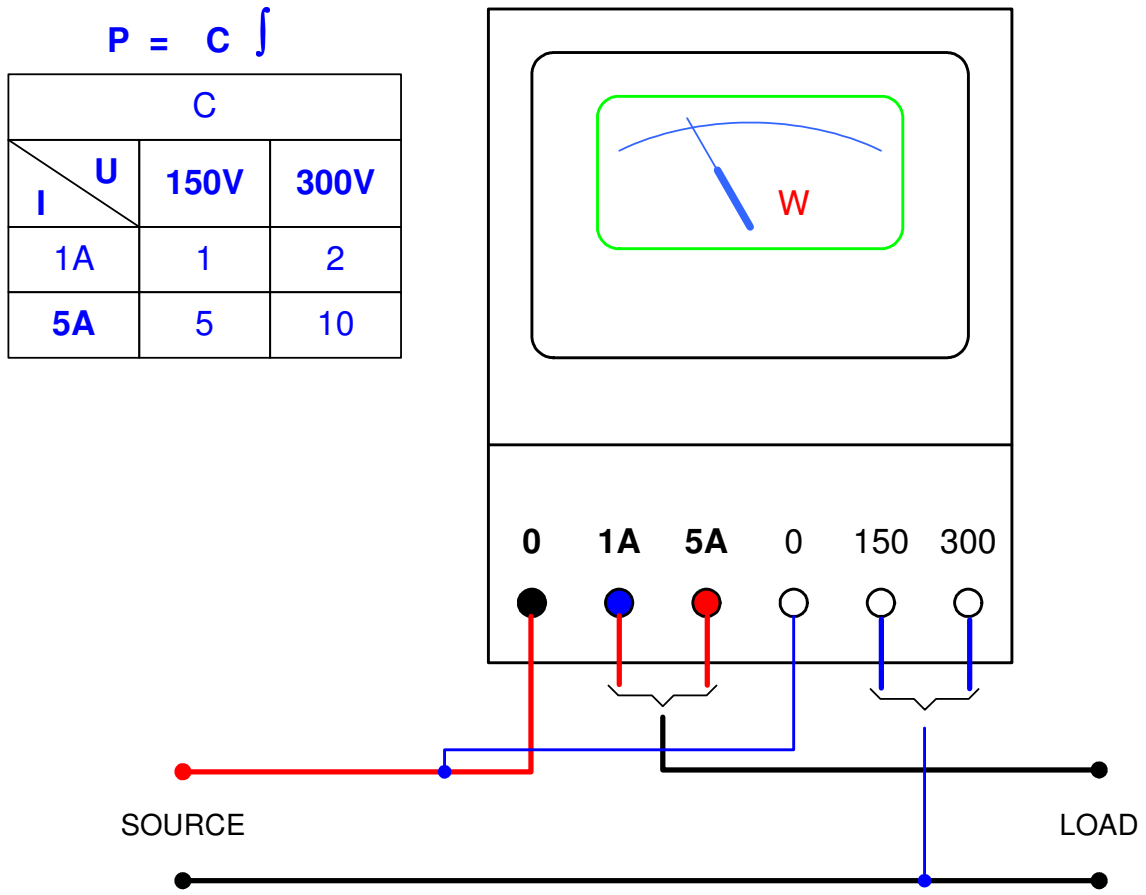 P = C ∫
C
U
I
150V
300V
1A
1
2
5A
5
10
W
0 1A 5A 0 150 300
SOURCE
LOAD